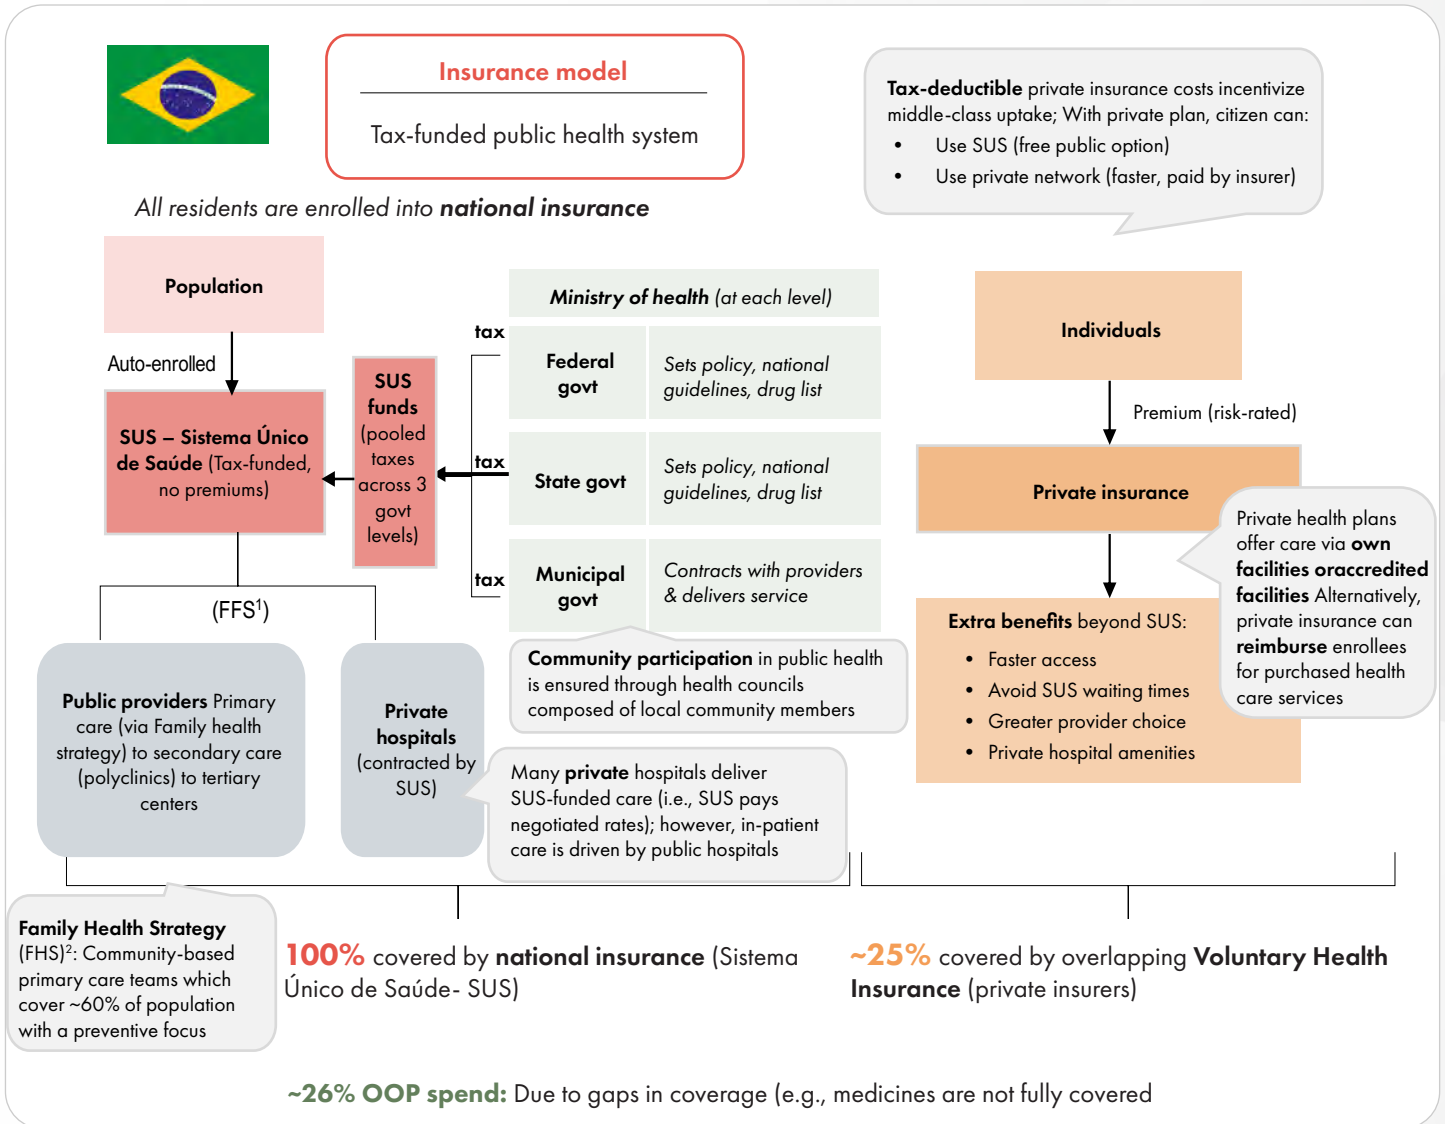 Insurance model
Tax-funded public health system
Tax-deductible private insurance costs incentivize
middle-class uptake; With private plan, citizen can:
• Use SUS (free public option)
• Use private network (faster, paid by insurer)
All residents are enrolled into national insurance
Population
Auto-enrolled
SUS – Sistema Único
de Saúde (Tax-funded,
no premiums)
SUS
funds
(pooled
taxes
across 3
govt
levels)
Ministry of health (at each level)
tax
Federal
govt
Sets policy, national
guidelines, drug list
tax
State govt
Sets policy, national
guidelines, drug list
tax
Municipal
govt
Contracts with providers
& delivers service
Community participation in public health
is ensured through health councils
composed of local community members
(FFS1)
Public providers Primary
care (via Family health
strategy) to secondary care
(polyclinics) to tertiary
centers
Private
hospitals
(contracted by
SUS)
Many private hospitals deliver
SUS-funded care (i.e., SUS pays
negotiated rates); however, in-patient
care is driven by public hospitals
Individuals
Premium (risk-rated)
Private insurance
Private health plans
offer care via own
facilities oraccredited
facilities Alternatively,
private insurance can
reimburse enrollees
for purchased health
care services
Extra benefits beyond SUS:
• Faster access
• Avoid SUS waiting times
• Greater provider choice
• Private hospital amenities
Family Health Strategy
(FHS)2: Community-based
primary care teams which
cover ~60% of population
with a preventive focus
100% covered by national insurance (Sistema
Único de Saúde- SUS)
~25% covered by overlapping Voluntary Health
Insurance (private insurers)
~26% OOP spend: Due to gaps in coverage (e.g., medicines are not fully covered